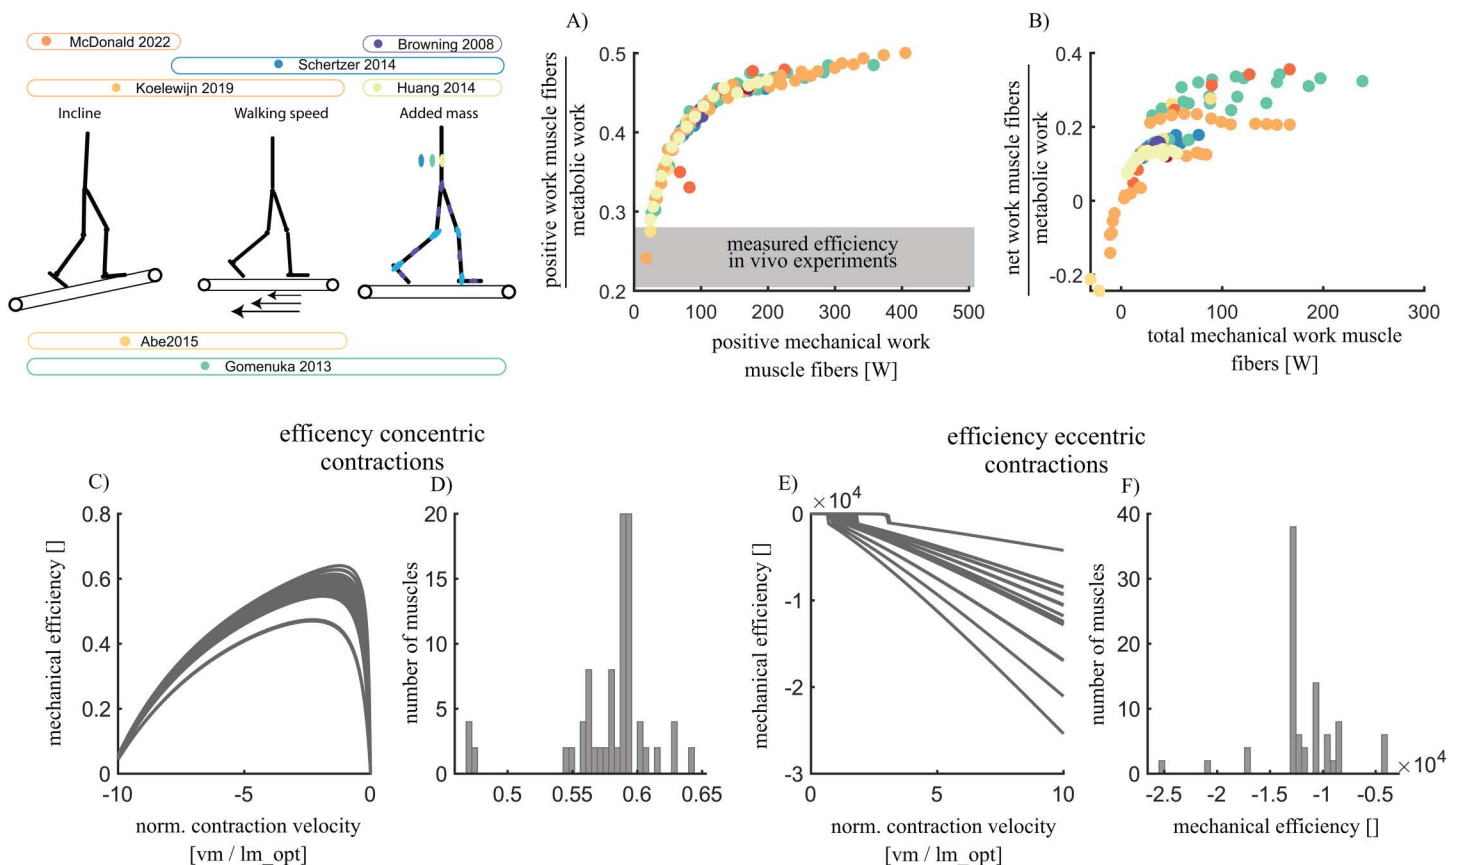 McDonald 2022
Browning 2008
Schertzer 2014
Koelewijn 2019
Huang 2014
Incline
Walking speed
Added mass
Abe2015
Gomenuka 2013
A)
positive work muscle fibers
metabolic work
0.5
0.4
0.3
0.2
measured efficiency
in vivo experiments
0 100 200 300 400 500
positive mechanical work
muscle fibers [W]
B)
net work muscle fibers
metabolic work
0.4
0.2
0
-0.2
0 100 200 300
total mechanical work muscle
fibers [W]
efficency concentric
contractions
C)
mechanical efficiency []
0.8
0.6
0.4
0.2
0
-10 -5 0
norm. contraction velocity
[vm / lm_opt]
D)
number of muscles
20
15
10
5
0
0.5 0.55 0.6 0.65
efficiency eccentric
contractions
E)
×10⁴
mechanical efficiency []
0
-1
-2
-3
0 5 10
norm. contraction velocity
[vm / lm_opt]
F)
number of muscles
40
30
20
10
0
×10⁴
-2.5 -2 -1.5 -1 -0.5
mechanical efficiency []